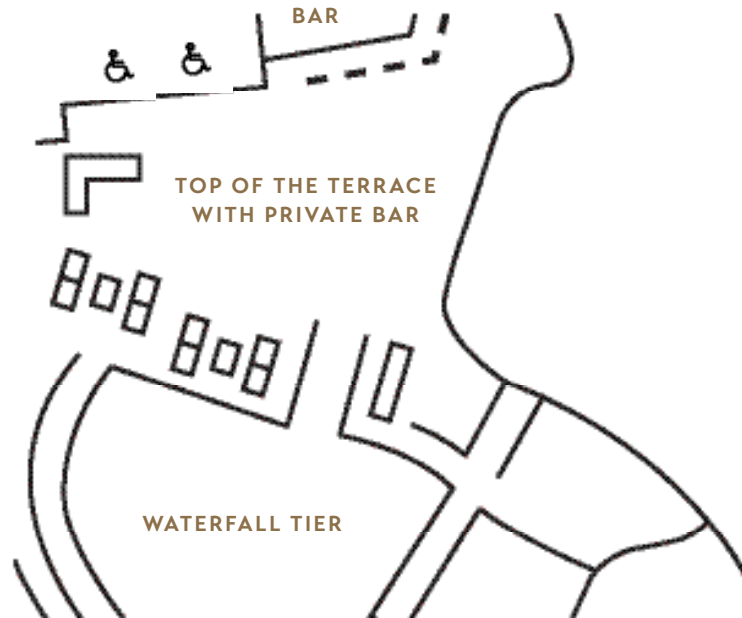 BAR
TOP OF THE TERRACE
WITH PRIVATE BAR
WATERFALL TIER